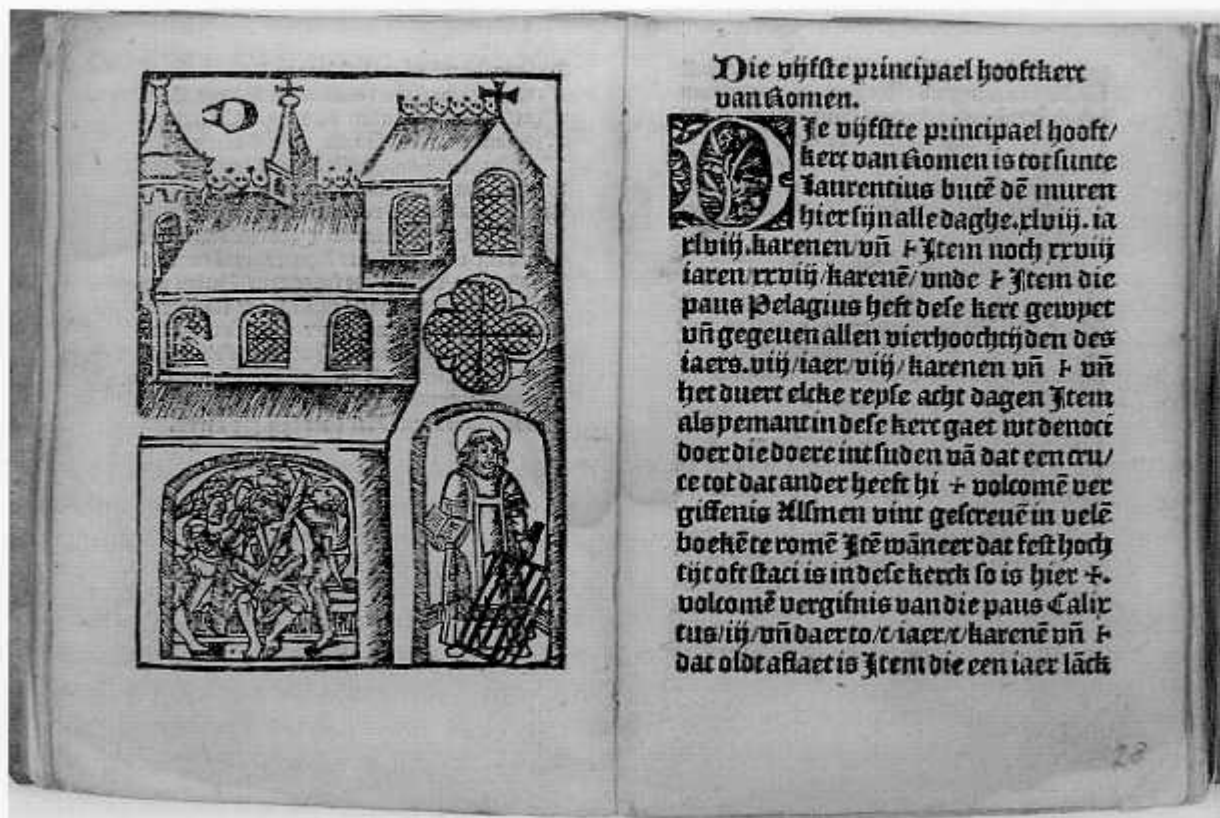 Die vijfste principael hooftkerc
van Romen.
DIe vijfste principael hooft/
kerc van Romen is tot sunte
Laurentius butē dē muren
hier sijn alle daghe.xlviij.ia
xlviij.karenen/vñ ⳨ Item noch xxviij
iaren/xxviij/karenē/vnde ⳨ Item die
paus Pelagius heft dese kerc gewyet
vñ gegeuen allen vierhoochtijden des
iaers.viij/iaer/viij/karenen vñ ⳨ vñ
het duert elcke reyse acht dagen Item
als yemant in dese kerc gaet wt denoci
doer die doere int suden vā dat een cru/
ce tot dat ander heeft hi + volcomē ver
giffenis Alsmen vint gescreuē in velē
boekē te romē Itē wāneer dat fest hoch
tijt oft staci is in dese kerck so is hier +.
volcomē vergifnis van die paus Calix
tus/iij/vñ daer to/c/iaer/c/karenē vñ ⳨
dat oldt aflaet is Item die een iaer lāck
28